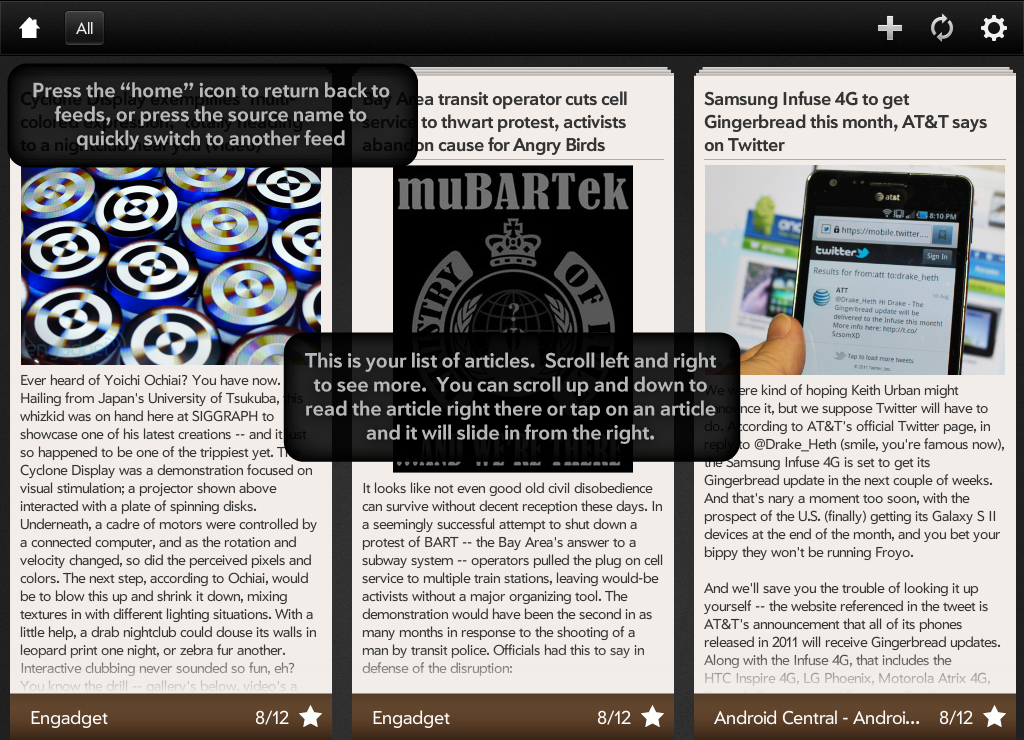 All
Press the “home” icon to return back to
feeds, or press the source name to
quickly switch to another feed
Cyclone Display exemplifies 'multi-
colored expression,' totally heading
to a nightclub near you (video)
Ever heard of Yoichi Ochiai? You have now.
Hailing from Japan's University of Tsukuba, this
whizkid was on hand here at SIGGRAPH to
showcase one of his latest creations -- and it just
so happened to be one of the trippiest yet. The
Cyclone Display was a demonstration focused on
visual stimulation; a projector shown above
interacted with a plate of spinning disks.
Underneath, a cadre of motors were controlled by
a connected computer, and as the rotation and
velocity changed, so did the perceived pixels and
colors. The next step, according to Ochiai, would
be to blow this up and shrink it down, mixing
textures in with different lighting situations. With a
little help, a drab nightclub could douse its walls in
leopard print one night, or zebra fur another.
Interactive clubbing never sounded so fun, eh?
You know the drill -- gallery's below, video's a
Engadget
8/12
Bay Area transit operator cuts cell
service to thwart protest, activists
abandon cause for Angry Birds
muBARTek
STRY OF
...AND WE'RE THERE
This is your list of articles. Scroll left and right
to see more. You can scroll up and down to
read the article right there or tap on an article
and it will slide in from the right.
It looks like not even good old civil disobedience
can survive without decent reception these days. In
a seemingly successful attempt to shut down a
protest of BART -- the Bay Area's answer to a
subway system -- operators pulled the plug on cell
service to multiple train stations, leaving would-be
activists without a major organizing tool. The
demonstration would have been the second in as
many months in response to the shooting of a
man by transit police. Officials had this to say in
defense of the disruption:
Engadget
8/12
Samsung Infuse 4G to get
Gingerbread this month, AT&T says
on Twitter
at&t
8:10 PM
https://mobile.twitter....
twitter
Sign In
Results for from:att to:drake_heth
ATT
@Drake_Heth Hi Drake - The
Gingerbread update will be
delivered to the Infuse this month!
More info here: http://t.co/
SzsomXD
Tap to load more tweets
© 2011 Twitter, Inc.
We were kind of hoping Keith Urban might
announce it, but we suppose Twitter will have to
do. According to AT&T's official Twitter page, in
reply to @Drake_Heth (smile, you're famous now),
the Samsung Infuse 4G is set to get its
Gingerbread update in the next couple of weeks.
And that's nary a moment too soon, with the
prospect of the U.S. (finally) getting its Galaxy S II
devices at the end of the month, and you bet your
bippy they won't be running Froyo.
And we'll save you the trouble of looking it up
yourself -- the website referenced in the tweet is
AT&T's announcement that all of its phones
released in 2011 will receive Gingerbread updates.
Along with the Infuse 4G, that includes the
HTC Inspire 4G, LG Phoenix, Motorola Atrix 4G,
Android Central - Androi...
8/12